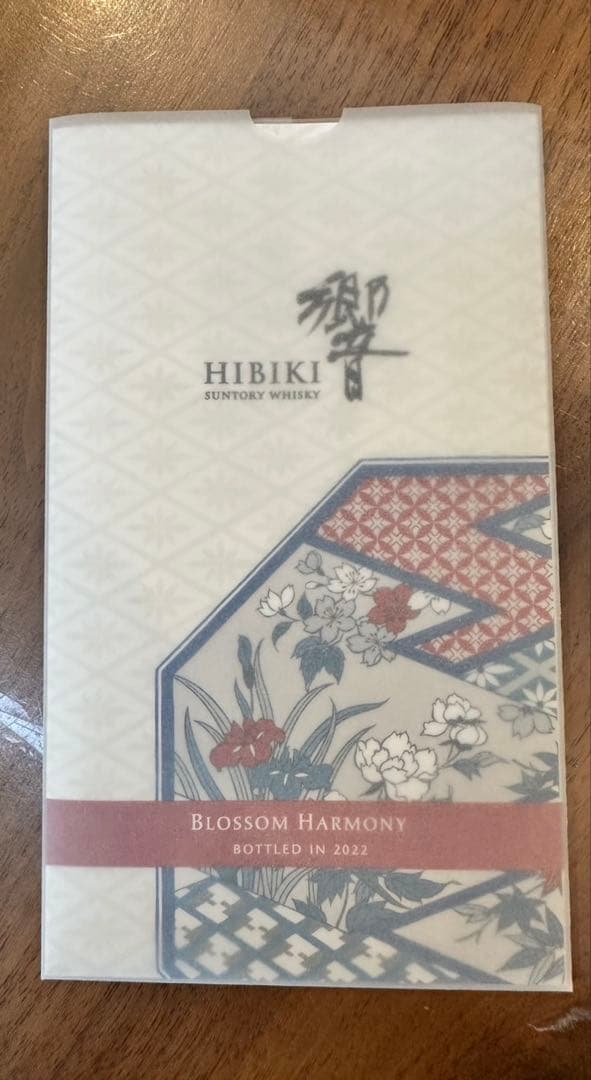 響
HIBIKI
SUNTORY WHISKY
BLOSSOM HARMONY
BOTTLED IN 2022